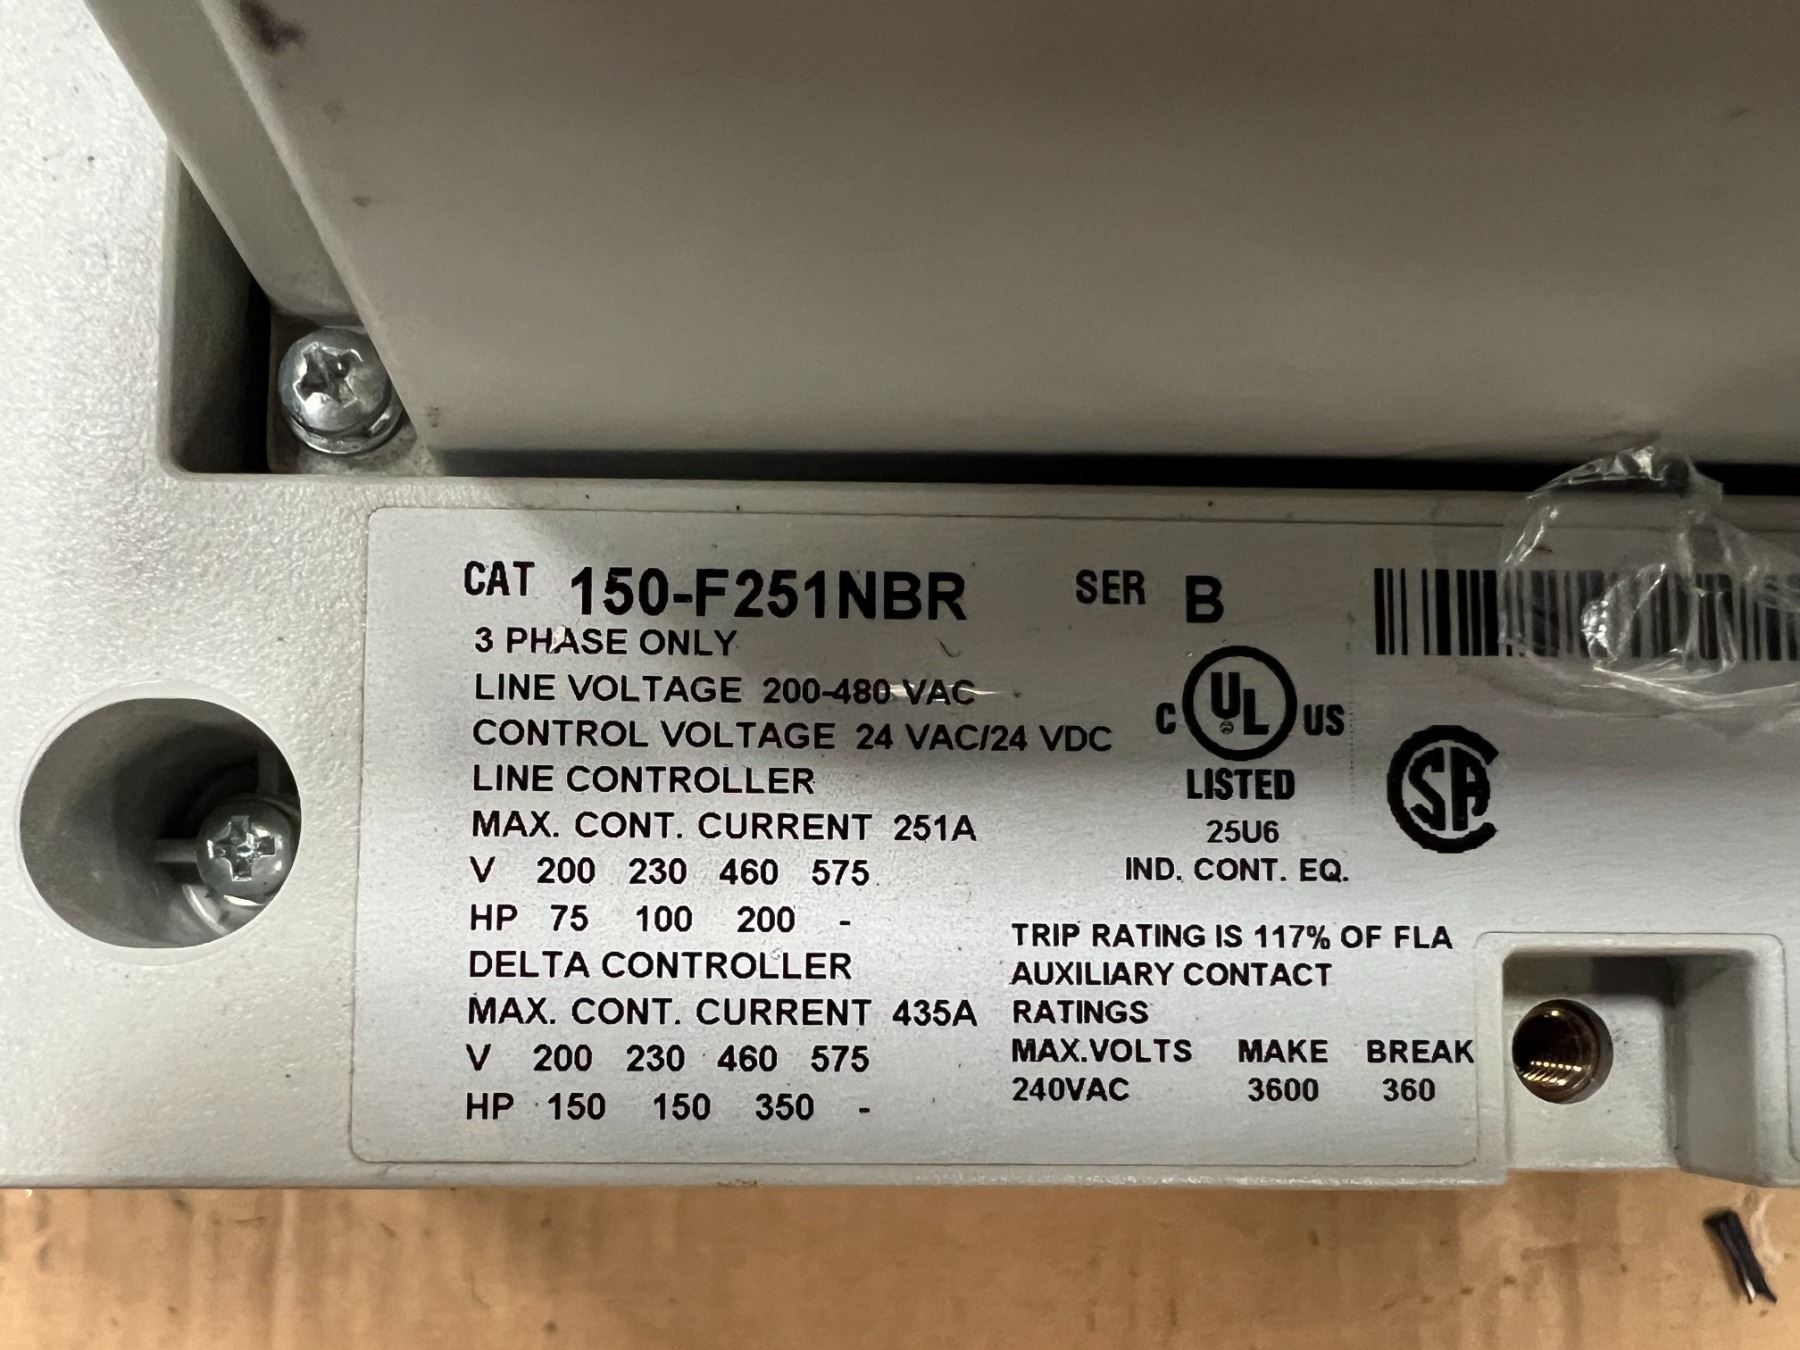 CAT 150-F251NBR SER B
3 PHASE ONLY
LINE VOLTAGE 200-480 VAC
CONTROL VOLTAGE 24 VAC/24 VDC
LINE CONTROLLER
MAX. CONT. CURRENT 251A
V 200 230 460 575
HP 75 100 200 -
DELTA CONTROLLER
MAX. CONT. CURRENT 435A
V 200 230 460 575
HP 150 150 350 -
C UL US
LISTED
25U6
IND. CONT. EQ.
SA
TRIP RATING IS 117% OF FLA
AUXILIARY CONTACT
RATINGS
MAX.VOLTS MAKE BREAK
240VAC 3600 360